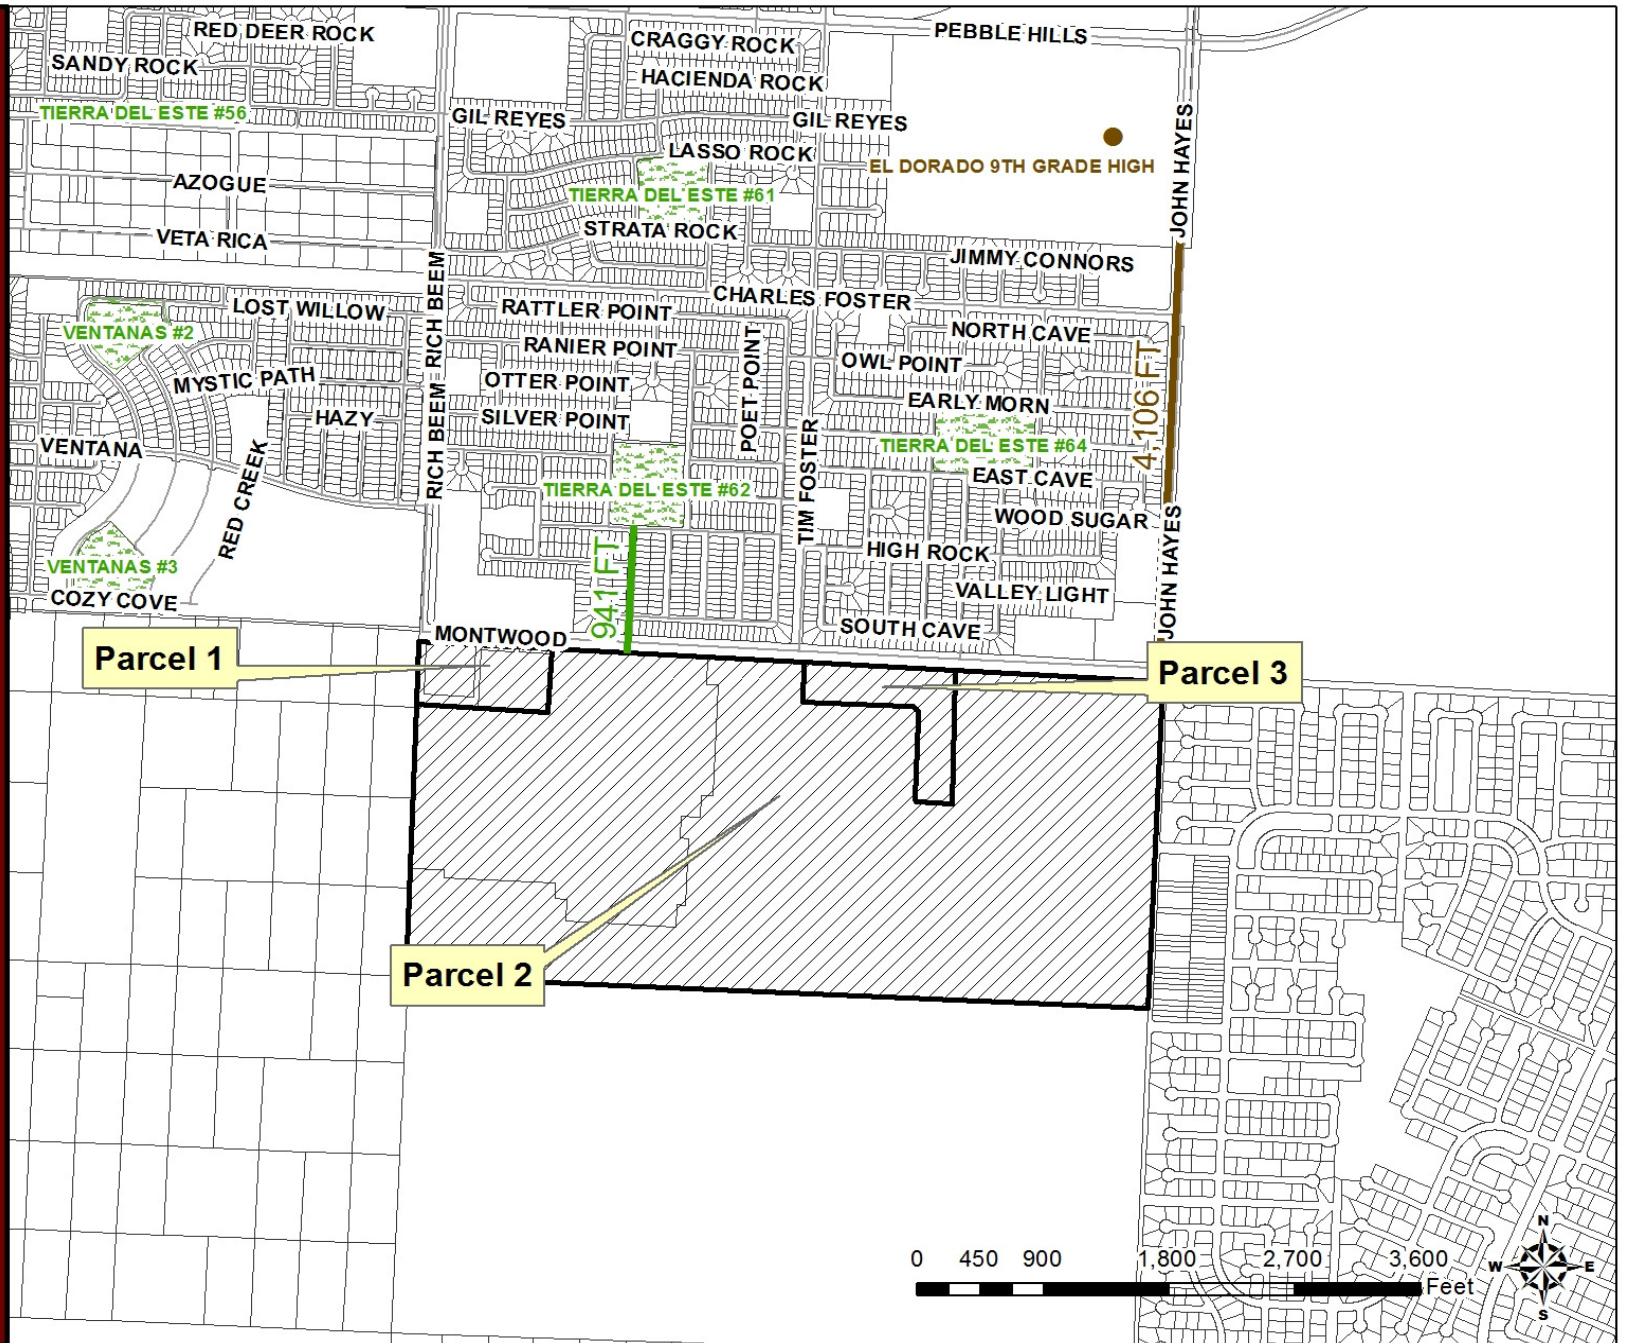 RED DEER ROCK
CRAGGY ROCK
PEBBLE HILLS
SANDY ROCK
HACIENDA ROCK
TIERRA DEL ESTE #56
GIL REYES
GIL REYES
JOHN HAYES
LASSO ROCK
EL DORADO 9TH GRADE HIGH
AZOGUE
TIERRA DEL ESTE #61
VETA RICA
STRATA ROCK
JIMMY CONNORS
RICH BEEM
CHARLES FOSTER
LOST WILLOW
RATTLER POINT
VENTANAS #2
NORTH CAVE
RANIER POINT
POET POINT
OWL POINT
MYSTIC PATH
OTTER POINT
4,106 FT
EARLY MORN
HAZY
SILVER POINT
RICH BEEM
VENTANA
TIERRA DEL ESTE #64
RED CREEK
TIM FOSTER
EAST CAVE
TIERRA DEL ESTE #62
WOOD SUGAR
JOHN HAYES
HIGH ROCK
VENTANAS #3
941 FT
VALLEY LIGHT
COZY COVE
SOUTH CAVE
MONTWOOD
Parcel 1
Parcel 3
Parcel 2
N
W E
S
0 450 900 1,800 2,700 3,600
Feet